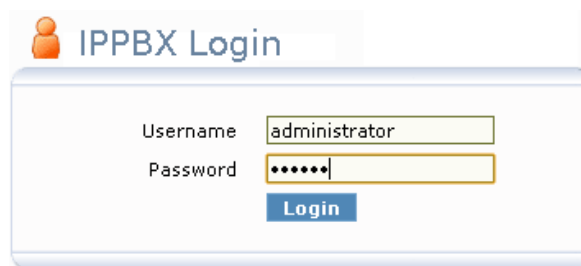 IPPBX Login
Username administrator
Password ••••••
Login